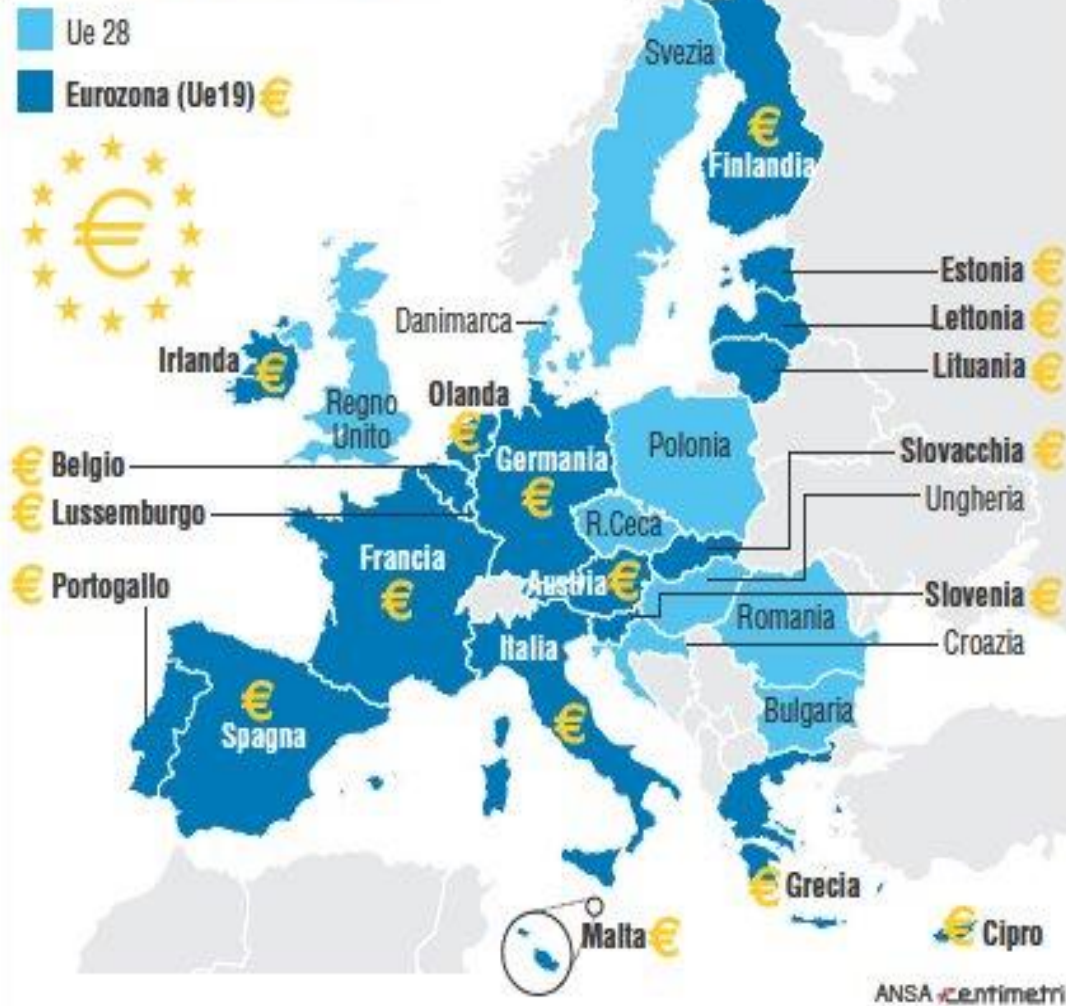 Ue 28
Eurozona (Ue19) €
€
Svezia
€
Finlandia
Estonia €
Danimarca
Lettonia €
Irlanda
€
Lituania €
Olanda
€
Regno
Unito
Polonia
Germania
€
Slovacchia €
€ Belgio
Ungheria
€ Lussemburgo
R.Ceca
Francia
€
Austria €
€ Portogallo
Slovenia €
Romania
Italia
Croazia
€
Spagna
€
Bulgaria
€ Grecia
Malta €
€ Cipro
ANSA centimetri